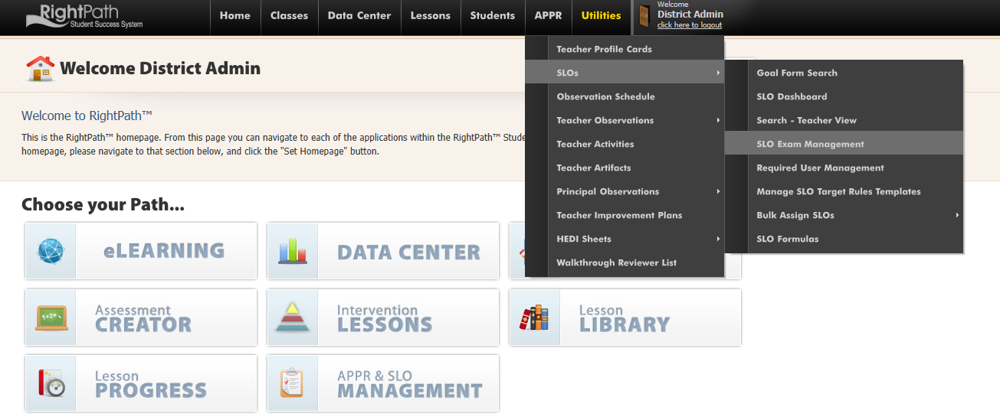 RightPath
Student Success System
Home
Classes
Data Center
Lessons
Students
APPR
Utilities
Welcome
District Admin
click here to logout
Welcome District Admin
Welcome to RightPath™
This is the RightPath™ homepage. From this page you can navigate to each of the applications within the RightPath™ Stude
homepage, please navigate to that section below, and click the "Set Homepage" button.
Teacher Profile Cards
SLOs
Observation Schedule
Teacher Observations
Teacher Activities
Teacher Artifacts
Principal Observations
Teacher Improvement Plans
HEDI Sheets
Walkthrough Reviewer List
Goal Form Search
SLO Dashboard
Search - Teacher View
SLO Exam Management
Required User Management
Manage SLO Target Rules Templates
Bulk Assign SLOs
SLO Formulas
Choose your Path...
eLEARNING
DATA CENTER
Assessment
CREATOR
Intervention
LESSONS
Lesson
LIBRARY
Lesson
PROGRESS
APPR & SLO
MANAGEMENT